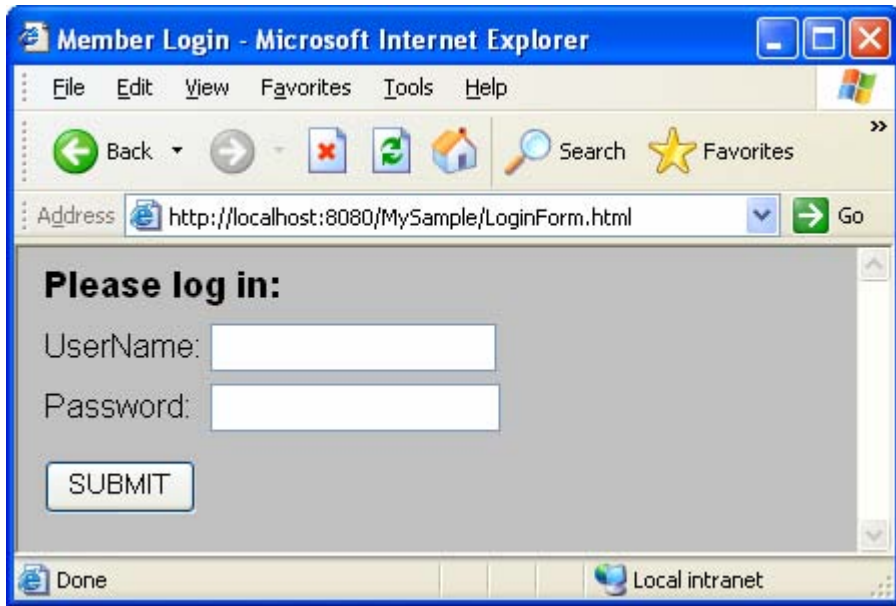 Member Login - Microsoft Internet Explorer
File Edit View Favorites Tools Help
Back Search Favorites »
Address http://localhost:8080/MySample/LoginForm.html Go
Please log in:
UserName:
Password:
SUBMIT
Done Local intranet